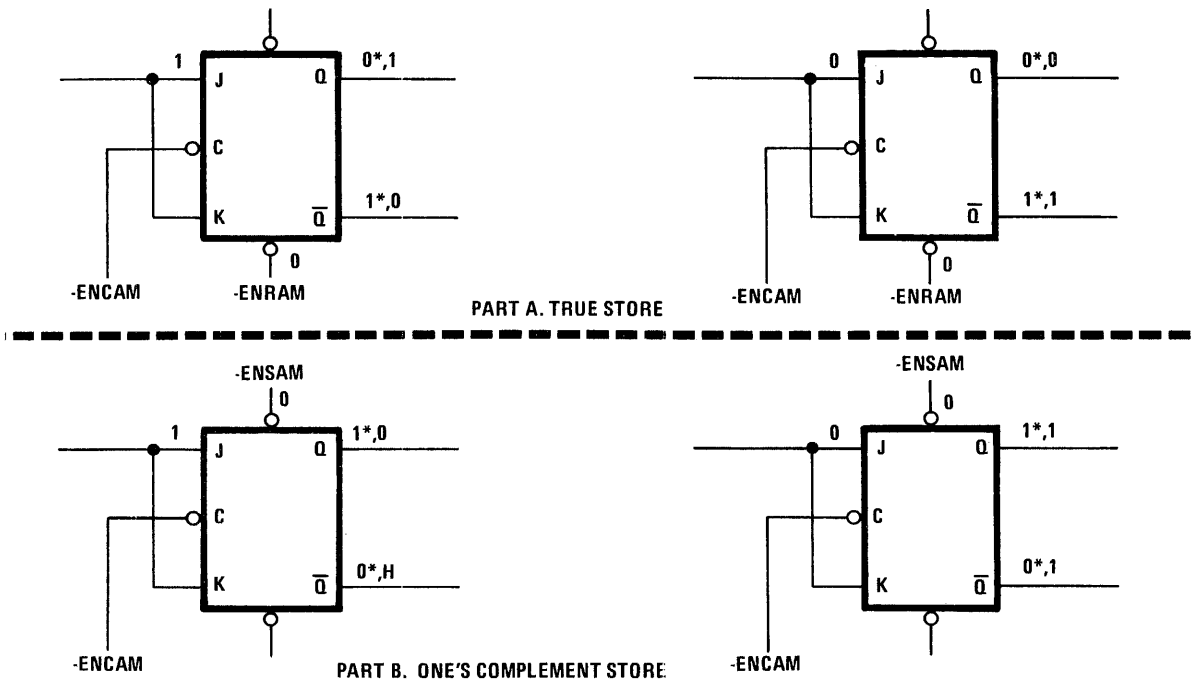 1 0*,1 0 0*,0
J Q J Q
C C
1*,0 1*,1
K Q̅ K Q̅
0 0
-ENCAM -ENRAM -ENCAM -ENRAM
PART A. TRUE STORE
-ENSAM -ENSAM
0 0
1 1*,0 0 1*,1
J Q J Q
C C
0*,H 0*,1
K Q̅ K Q̅
-ENCAM -ENCAM
PART B. ONE'S COMPLEMENT STORE